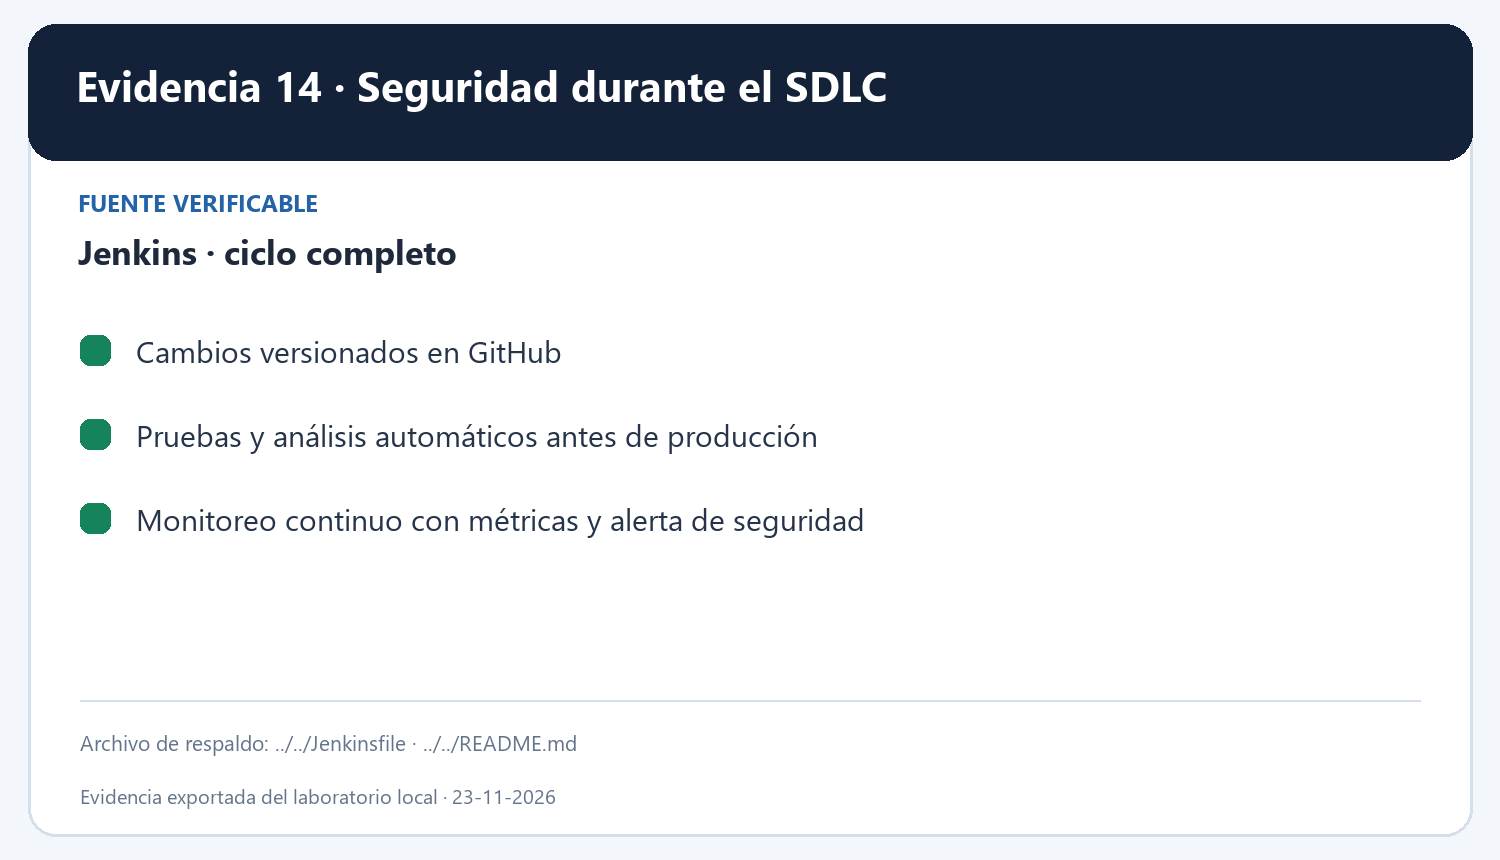 Evidencia 14 · Seguridad durante el SDLC
FUENTE VERIFICABLE
Jenkins · ciclo completo
Cambios versionados en GitHub
Pruebas y análisis automáticos antes de producción
Monitoreo continuo con métricas y alerta de seguridad
Archivo de respaldo: ../../Jenkinsfile · ../../README.md
Evidencia exportada del laboratorio local · 23-11-2026